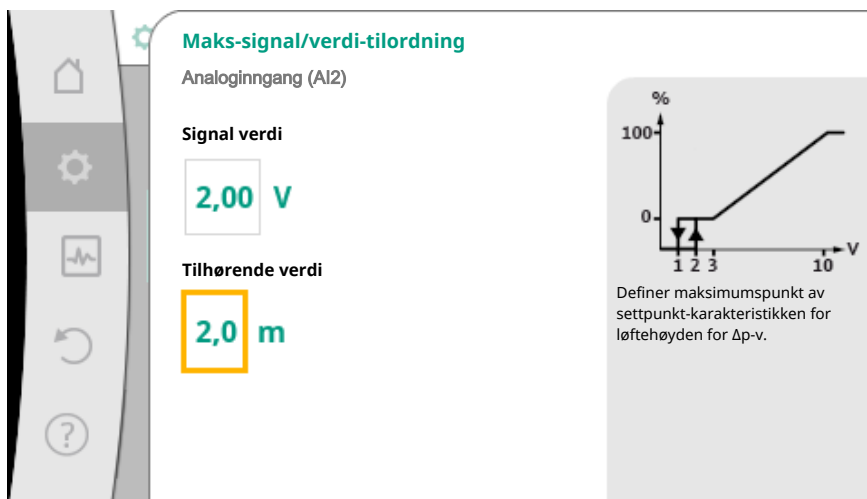 Maks-signal/verdi-tilordning
Analoginngang (AI2)
Signal verdi
2,00 V
Tilhørende verdi
2,0 m
%
100
0
1 2 3 10 V
Definer maksimumspunkt av
settpunkt-karakteristikken for
løftehøyden for Δp-v.
?